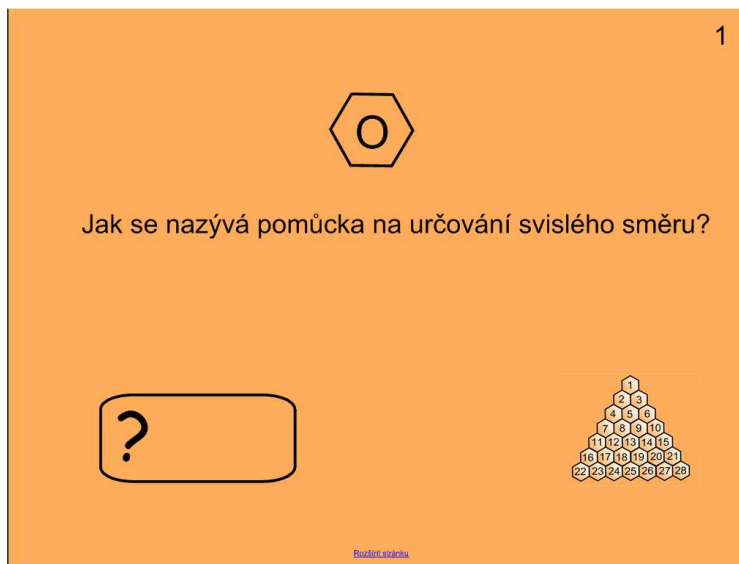 1
O
Jak se nazývá pomůcka na určování svislého směru?
?
1
2 3
4 5 6
7 8 9 10
11 12 13 14 15
16 17 18 19 20 21
22 23 24 25 26 27 28
Rozšířit stránku